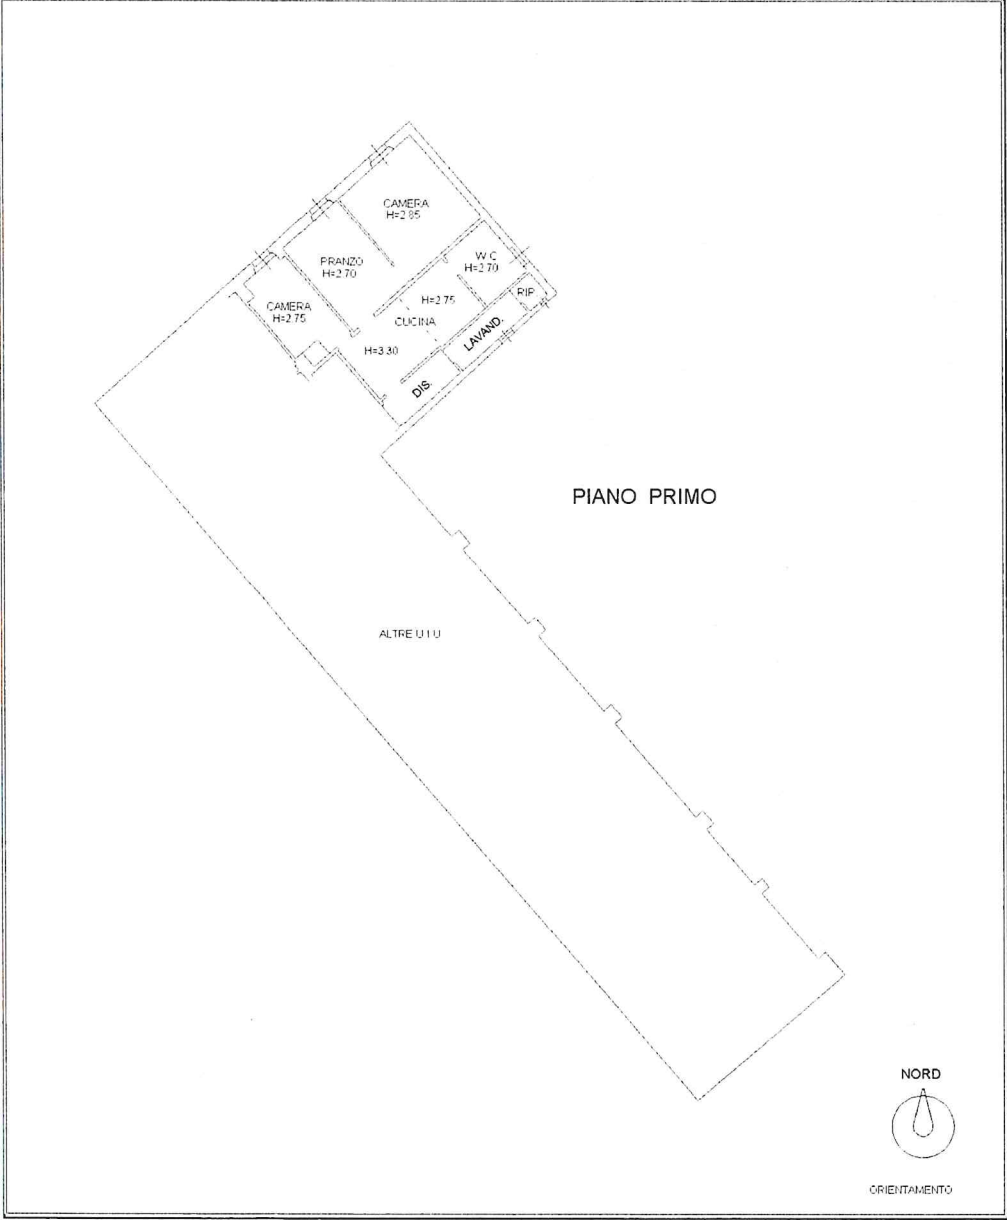 CAMERA
H=2.85
PRANZO
H=2.70
W.C
H=2.70
CAMERA
H=2.75
H=2.75
RIP.
CUCINA
LAVAND.
H=3.30
DIS.
PIANO PRIMO
ALTRE U I U
NORD
ORIENTAMENTO